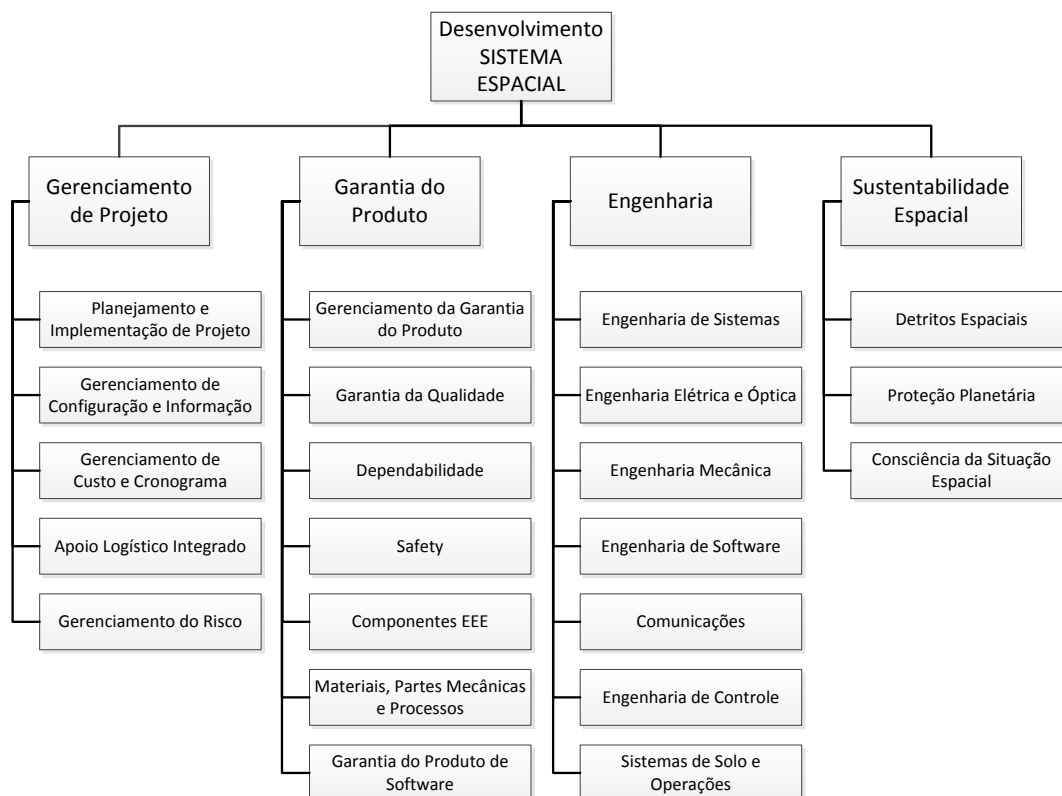 Desenvolvimento
SISTEMA
ESPACIAL
Gerenciamento
de Projeto
Planejamento e
Implementação de Projeto
Gerenciamento de
Configuração e Informação
Gerenciamento de
Custo e Cronograma
Apoio Logístico Integrado
Gerenciamento do Risco
Garantia do
Produto
Gerenciamento da Garantia
do Produto
Garantia da Qualidade
Dependabilidade
Safety
Componentes EEE
Materiais, Partes Mecânicas
e Processos
Garantia do Produto de
Software
Engenharia
Engenharia de Sistemas
Engenharia Elétrica e Óptica
Engenharia Mecânica
Engenharia de Software
Comunicações
Engenharia de Controle
Sistemas de Solo e
Operações
Sustentabilidade
Espacial
Detritos Espaciais
Proteção Planetária
Consciência da Situação
Espacial